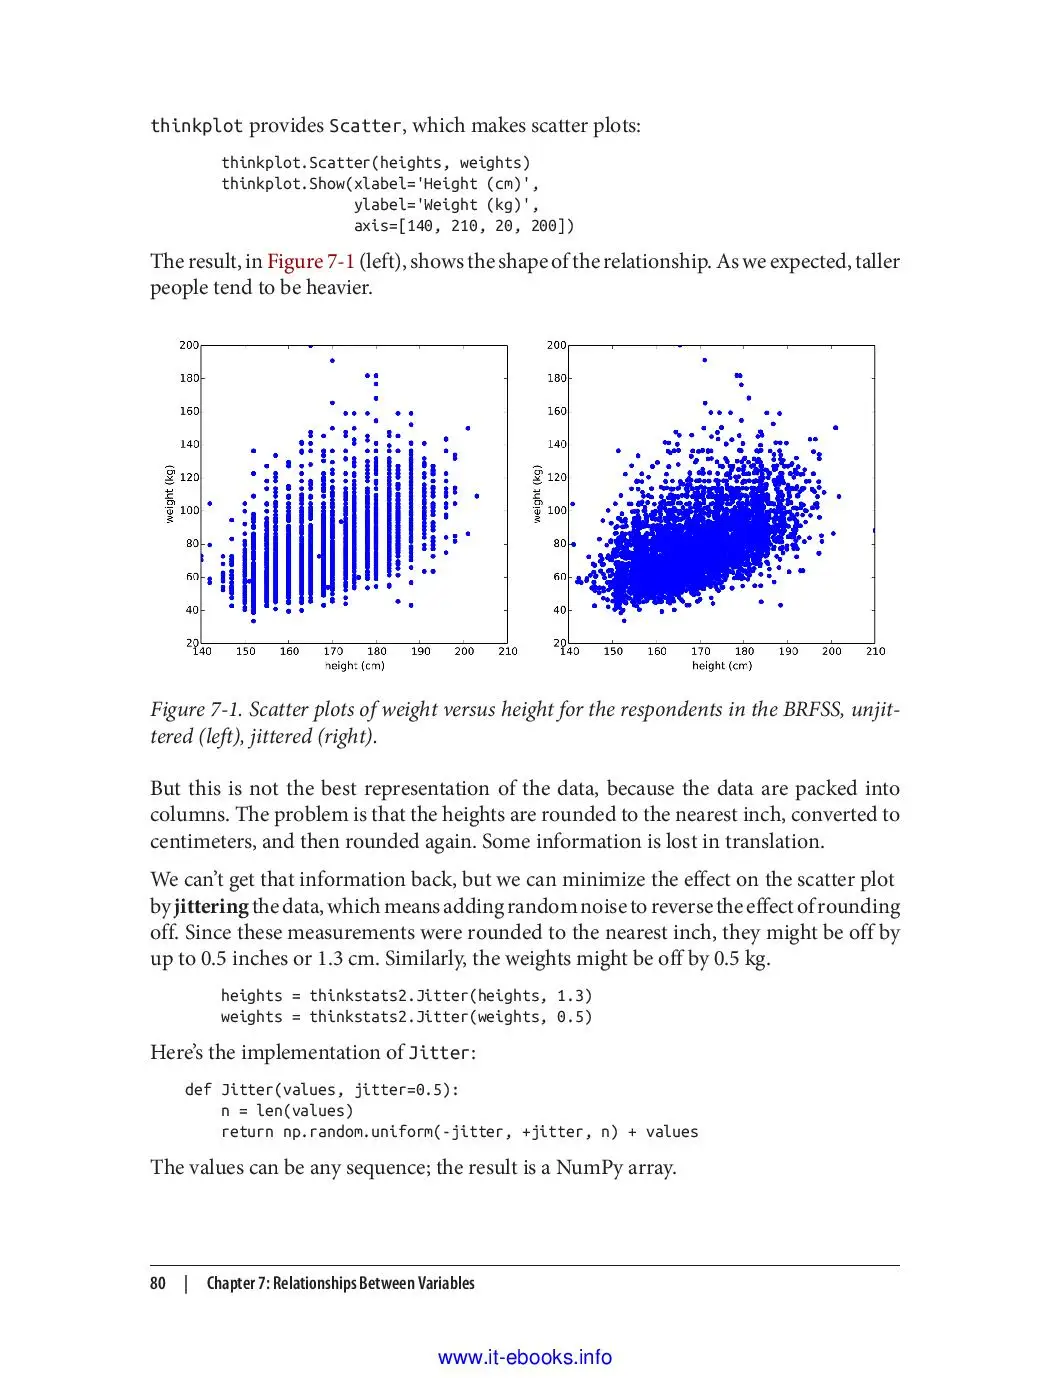 thinkplot provides Scatter, which makes scatter plots:
thinkplot.Scatter(heights, weights)
thinkplot.Show(xlabel='Height (cm)',
ylabel='Weight (kg)',
axis=[140, 210, 20, 200])
The result, in Figure 7-1 (left), shows the shape of the relationship. As we expected, taller
people tend to be heavier.
200
180
160
140
120
100
80
60
40
20
weight (kg)
140 150 160 170 180 190 200 210
height (cm)
200
180
160
140
120
100
80
60
40
20
weight (kg)
140 150 160 170 180 190 200 210
height (cm)
Figure 7-1. Scatter plots of weight versus height for the respondents in the BRFSS, unjit-
tered (left), jittered (right).
But this is not the best representation of the data, because the data are packed into
columns. The problem is that the heights are rounded to the nearest inch, converted to
centimeters, and then rounded again. Some information is lost in translation.
We can’t get that information back, but we can minimize the effect on the scatter plot
by jittering the data, which means adding random noise to reverse the effect of rounding
off. Since these measurements were rounded to the nearest inch, they might be off by
up to 0.5 inches or 1.3 cm. Similarly, the weights might be off by 0.5 kg.
heights = thinkstats2.Jitter(heights, 1.3)
weights = thinkstats2.Jitter(weights, 0.5)
Here’s the implementation of Jitter:
def Jitter(values, jitter=0.5):
n = len(values)
return np.random.uniform(-jitter, +jitter, n) + values
The values can be any sequence; the result is a NumPy array.
80 | Chapter 7: Relationships Between Variables
www.it-ebooks.info